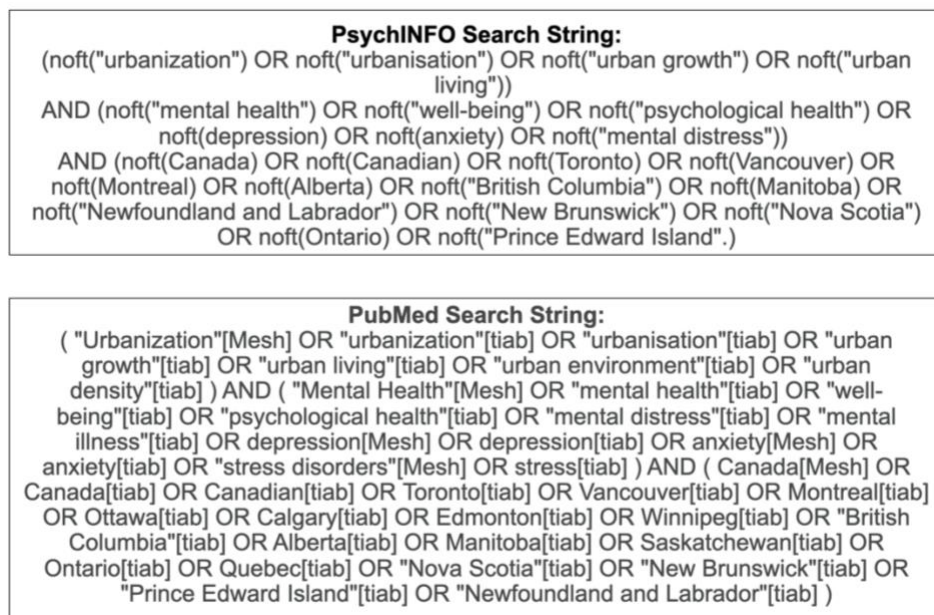 PsychINFO Search String:
(noft("urbanization") OR noft("urbanisation") OR noft("urban growth") OR noft("urban
living"))
AND (noft("mental health") OR noft("well-being") OR noft("psychological health") OR
noft(depression) OR noft(anxiety) OR noft("mental distress"))
AND (noft(Canada) OR noft(Canadian) OR noft(Toronto) OR noft(Vancouver) OR
noft(Montreal) OR noft(Alberta) OR noft("British Columbia") OR noft(Manitoba) OR
noft("Newfoundland and Labrador") OR noft("New Brunswick") OR noft("Nova Scotia")
OR noft(Ontario) OR noft("Prince Edward Island".)
PubMed Search String:
( "Urbanization"[Mesh] OR "urbanization"[tiab] OR "urbanisation"[tiab] OR "urban
growth"[tiab] OR "urban living"[tiab] OR "urban environment"[tiab] OR "urban
density"[tiab] ) AND ( "Mental Health"[Mesh] OR "mental health"[tiab] OR "well-
being"[tiab] OR "psychological health"[tiab] OR "mental distress"[tiab] OR "mental
illness"[tiab] OR depression[Mesh] OR depression[tiab] OR anxiety[Mesh] OR
anxiety[tiab] OR "stress disorders"[Mesh] OR stress[tiab] ) AND ( Canada[Mesh] OR
Canada[tiab] OR Canadian[tiab] OR Toronto[tiab] OR Vancouver[tiab] OR Montreal[tiab]
OR Ottawa[tiab] OR Calgary[tiab] OR Edmonton[tiab] OR Winnipeg[tiab] OR "British
Columbia"[tiab] OR Alberta[tiab] OR Manitoba[tiab] OR Saskatchewan[tiab] OR
Ontario[tiab] OR Quebec[tiab] OR "Nova Scotia"[tiab] OR "New Brunswick"[tiab] OR
"Prince Edward Island"[tiab] OR "Newfoundland and Labrador"[tiab] )